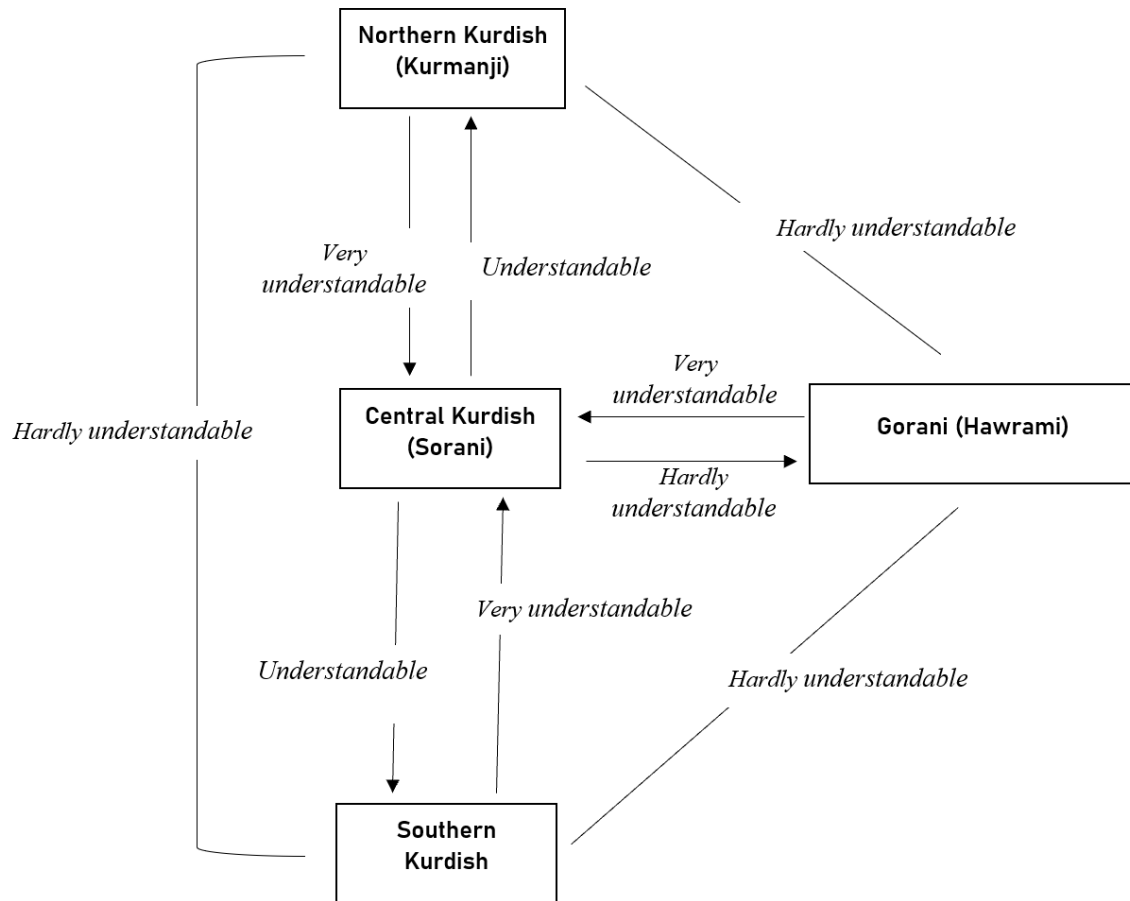 Northern Kurdish
(Kurmanji)
Hardly understandable
Very
understandable
Understandable
Very
understandable
Central Kurdish
(Sorani)
Gorani (Hawrami)
Hardly understandable
Hardly
understandable
Very understandable
Understandable
Hardly understandable
Southern
Kurdish